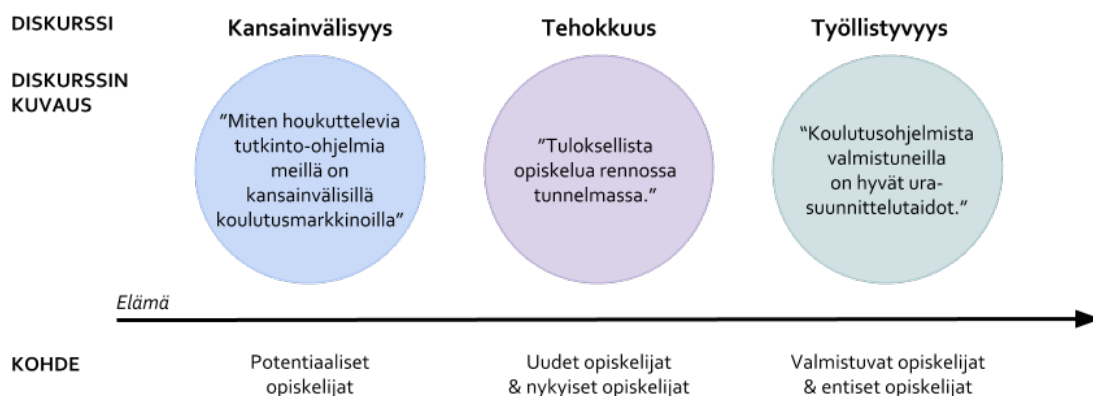 DISKURSSI
Kansainvälisyys
Tehokkuus
Työllistyvyys
DISKURSSIN
KUVAUS
”Miten houkuttelevia
tutkinto-ohjelmia
meillä on
kansainvälisillä
koulutusmarkkinoilla”
”Tuloksellista
opiskelua rennossa
tunnelmassa.”
“Koulutusohjelmista
valmistuneilla
on hyvät ura-
suunnittelutaidot.”
Elämä
KOHDE
Potentiaaliset
opiskelijat
Uudet opiskelijat
& nykyiset opiskelijat
Valmistuvat opiskelijat
& entiset opiskelijat